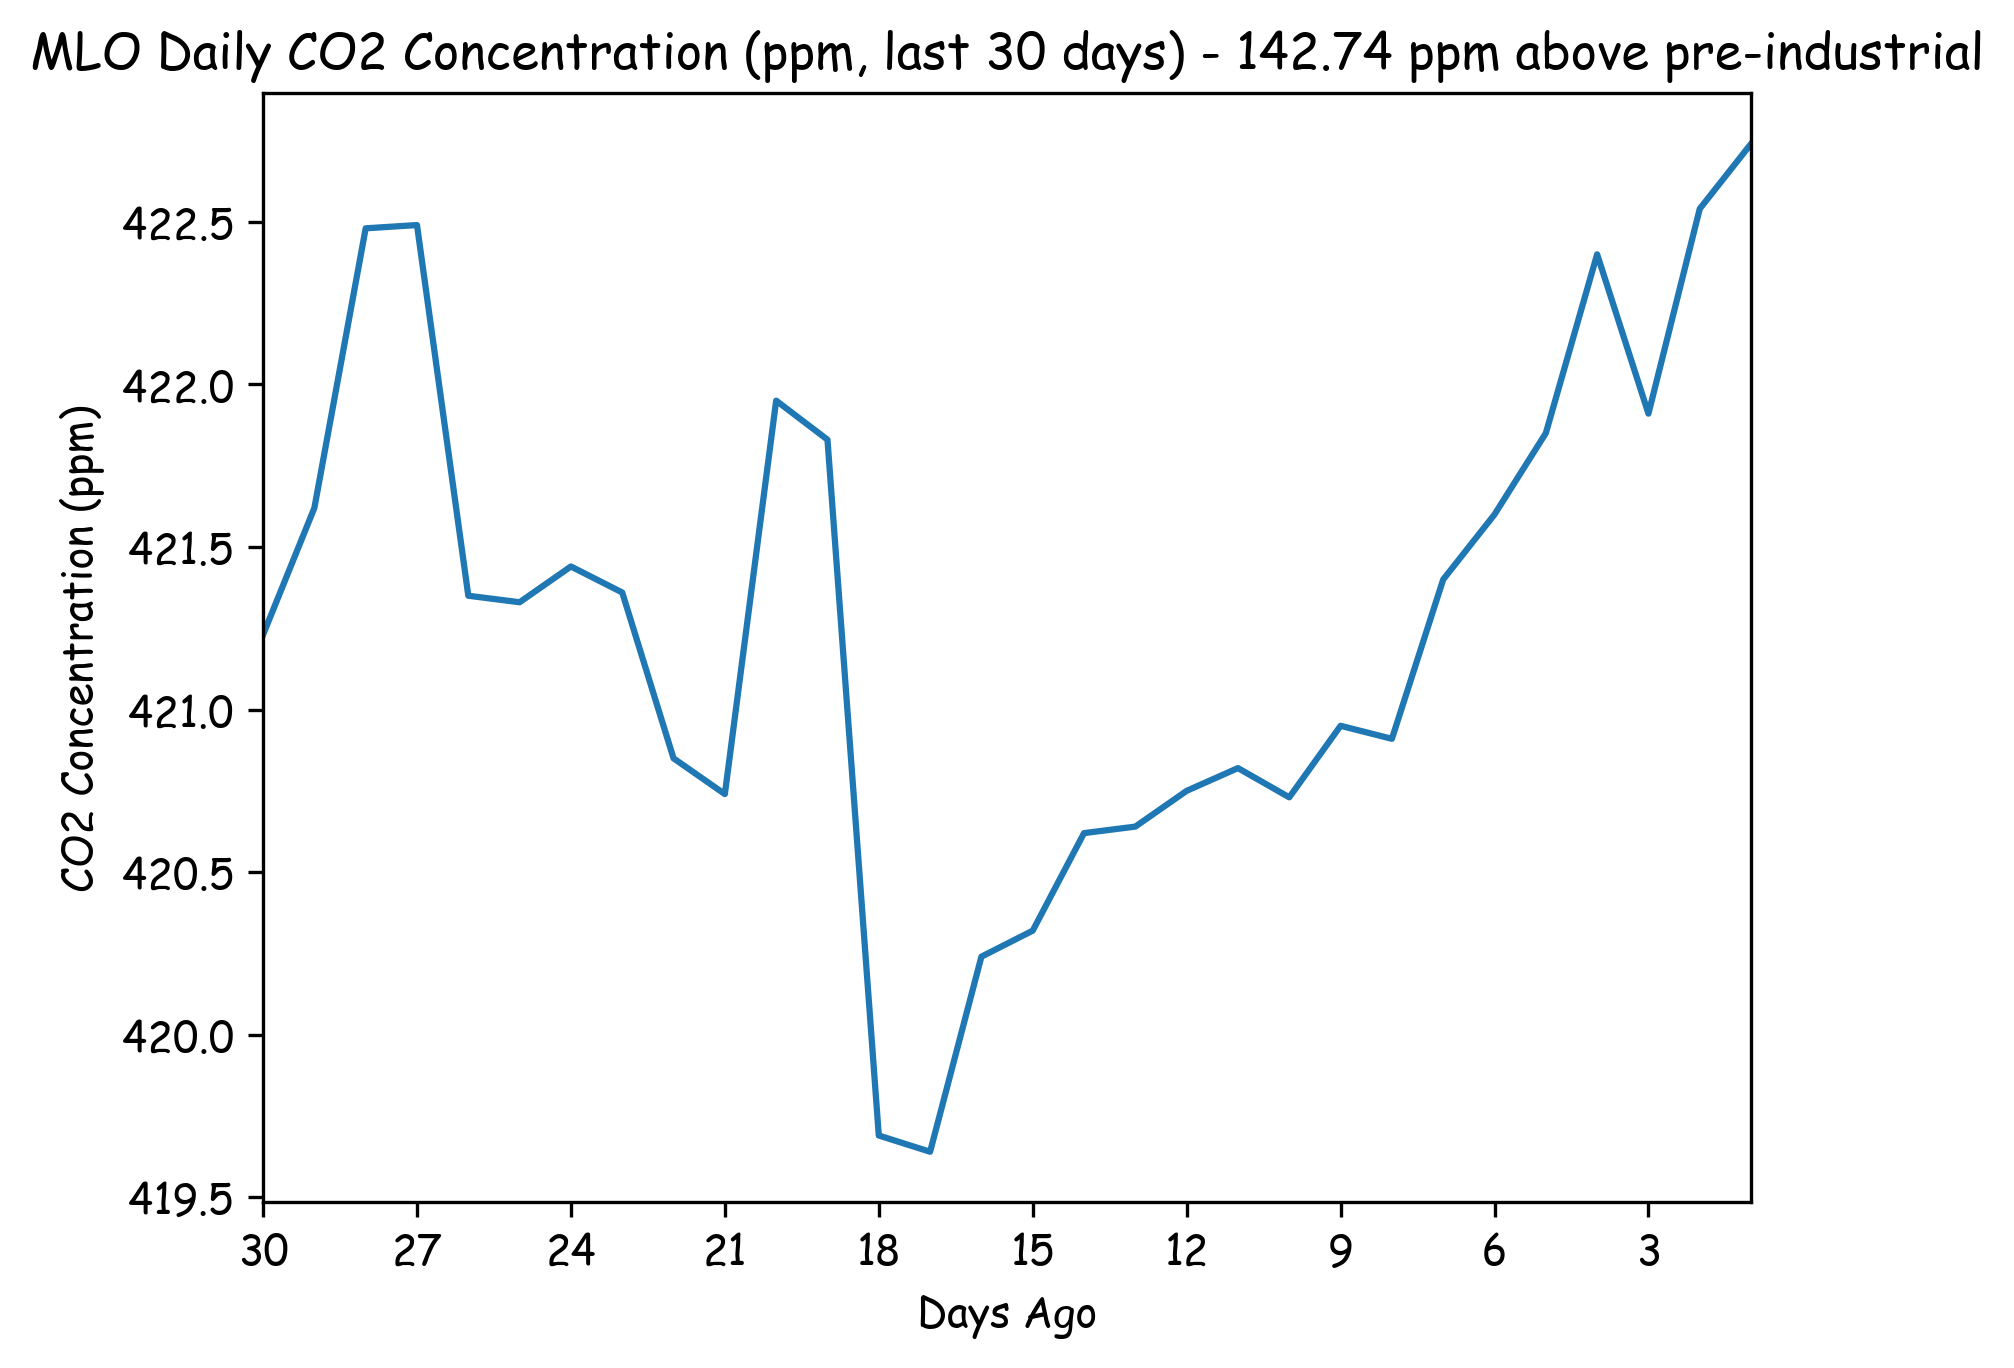 MLO Daily CO2 Concentration (ppm, last 30 days) - 142.74 ppm above pre-industrial
CO2 Concentration (ppm)
422.5
422.0
421.5
421.0
420.5
420.0
419.5
30 27 24 21 18 15 12 9 6 3
Days Ago